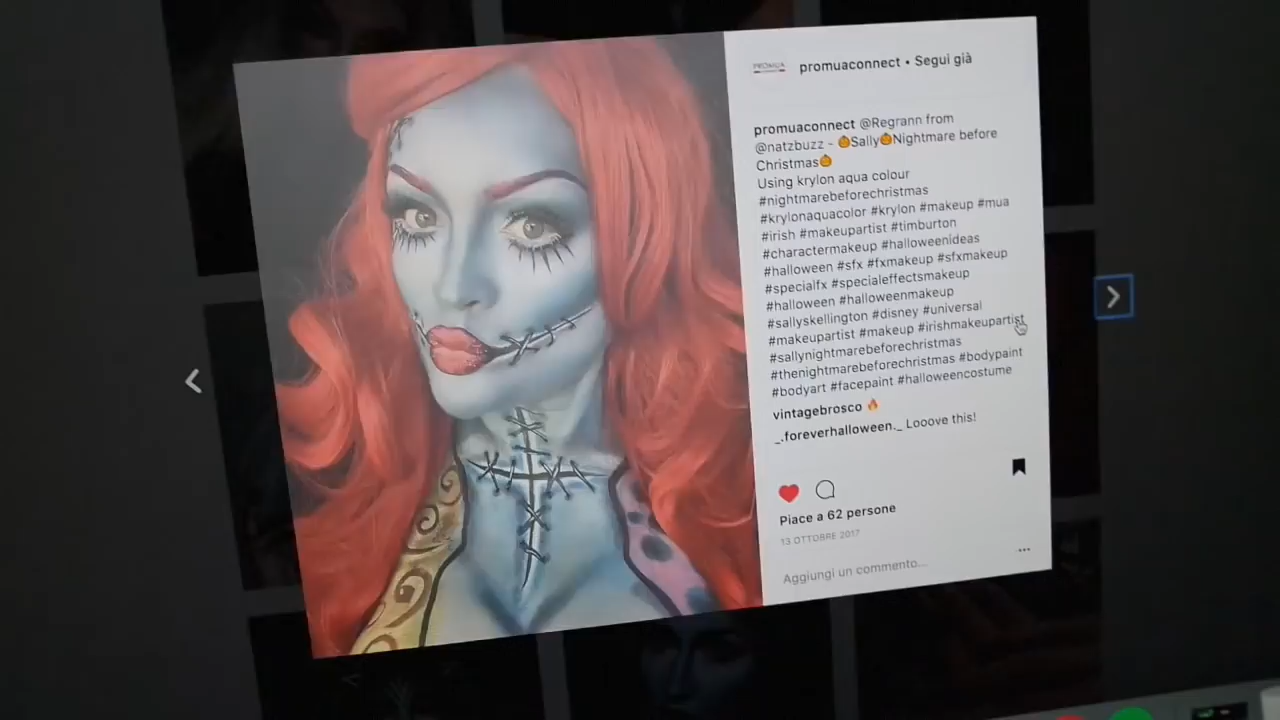 PROMUA
promuaconnect • Segui già
promuaconnect @Regrann from
@natzbuzz - 🎃Sally🎃Nightmare before
Christmas🎃
Using krylon aqua colour
#nightmarebeforechristmas
#krylonaquacolor #krylon #makeup #mua
#irish #makeupartist #timburton
#charactermakeup #halloweenideas
#halloween #sfx #fxmakeup #sfxmakeup
#specialfx #specialeffectsmakeup
#halloween #halloweenmakeup
#sallyskellington #disney #universal
#makeupartist #makeup #irishmakeupartist
#sallynightmarebeforechristmas
#thenightmarebeforechristmas #bodypaint
#bodyart #facepaint #halloweencostume
vintagebrosco 🔥
_.foreverhalloween._ Looove this!
Piace a 62 persone
13 OTTOBRE 2017
Aggiungi un commento...